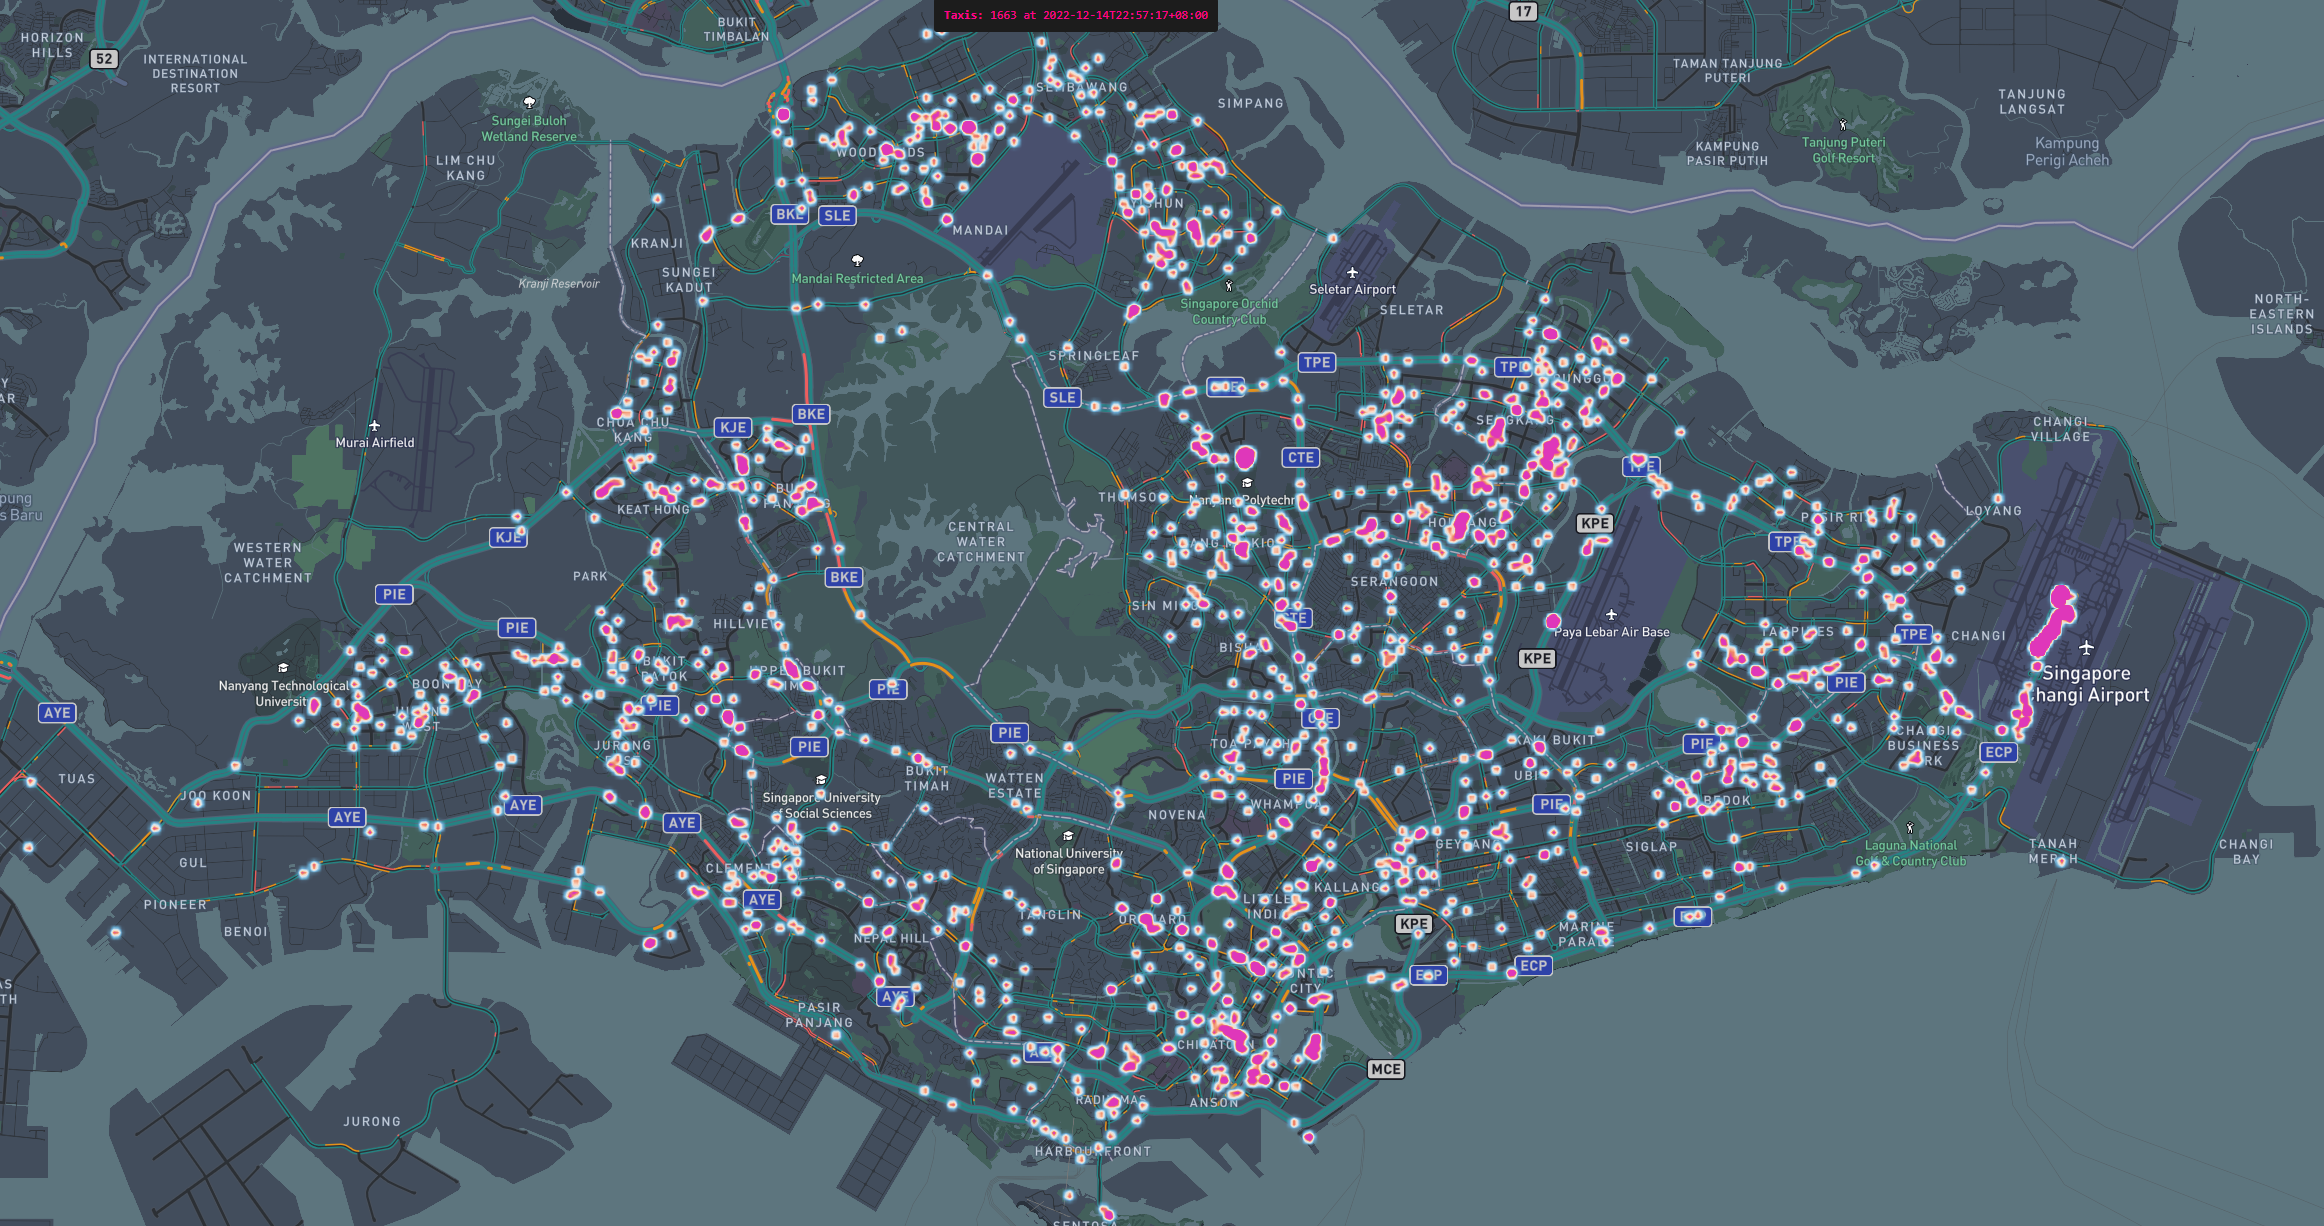 Taxis: 1663 at 2022-12-14T22:57:17+08:00
17
BUKIT
TIMBALAN
HORIZON
HILLS
52
INTERNATIONAL
DESTINATION
RESORT
TAMAN TANJUNG
PUTERI
TANJUNG
LANGSAT
SEMBAWANG
SIMPANG
Sungei Buloh
Wetland Reserve
LIM CHU
KANG
WOODLANDS
KAMPUNG
PASIR PUTIH
Tanjung Puteri
Golf Resort
Kampung
Perigi Acheh
YISHUN
BKE
SLE
MANDAI
KRANJI
SUNGEI
KADUT
Mandai Restricted Area
Kranji Reservoir
Seletar Airport
Singapore Orchid
Country Club
SELETAR
NORTH-
EASTERN
ISLANDS
SPRINGLEAF
TPE
TPE
PUNGGOL
SLE
BKE
KJE
CHOA CHU
KANG
SENGKANG
CHANGI
VILLAGE
Murai Airfield
CTE
TPE
KEAT HONG
THOMSON
Nanyang Polytechnic
LOYANG
PASIR RIS
KPE
HOUGANG
KJE
CENTRAL
WATER
CATCHMENT
ANG MO KIO
TPE
WESTERN
WATER
CATCHMENT
PARK
BKE
SERANGOON
PIE
SIN MING
CTE
Paya Lebar Air Base
HILLVIEW
PIE
TAMPINES
TPE
CHANGI
BISHAN
KPE
UPPER BUKIT
TIMAH
BUKIT
BATOK
Nanyang Technological
University
BOON LAY
Singapore
Changi Airport
PIE
PIE
PIE
AYE
JURONG
WEST
CTE
PIE
PIE
TOA PAYOH
KAKI BUKIT
PIE
CHANGI
BUSINESS
PARK
ECP
JURONG
EAST
TUAS
BUKIT
TIMAH
WATTEN
ESTATE
PIE
UBI
JOO KOON
AYE
AYE
Singapore University
of Social Sciences
WHAMPOA
PIE
BEDOK
AYE
NOVENA
GEYLANG
SIGLAP
Laguna National
Golf & Country Club
TANAH
MERAH
CHANGI
BAY
GUL
National University
of Singapore
CLEMENTI
KALLANG
AYE
PIONEER
LITTLE
INDIA
TANGLIN
ORCHARD
BENOI
NEPAL HILL
KPE
MARINE
PARADE
ECP
ECP
SUNTEC
CITY
AYE
PASIR
PANJANG
CHINATOWN
MCE
ANSON
JURONG
HARBOURFRONT
SENTOSA